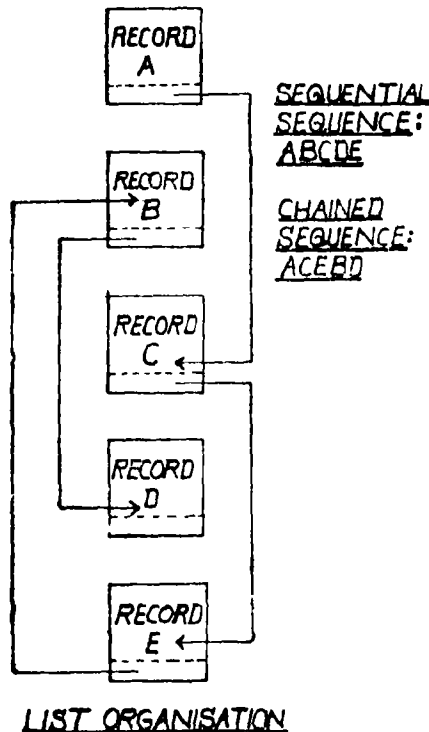 RECORD
A
SEQUENTIAL
SEQUENCE:
ABCDE
RECORD
B
CHAINED
SEQUENCE:
ACEBD
RECORD
C
RECORD
D
RECORD
E
LIST ORGANISATION